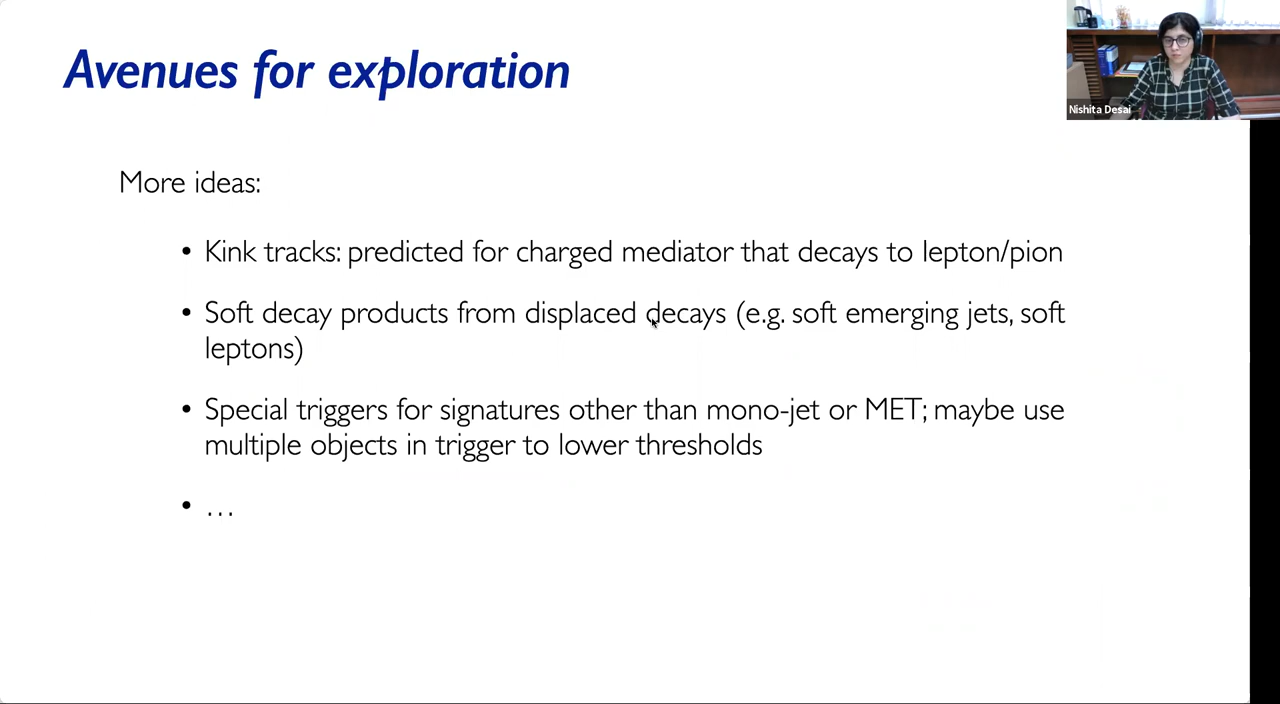 Avenues for exploration
Nishita Desai
More ideas:
• Kink tracks: predicted for charged mediator that decays to lepton/pion
• Soft decay products from displaced decays (e.g. soft emerging jets, soft
leptons)
• Special triggers for signatures other than mono-jet or MET; maybe use
multiple objects in trigger to lower thresholds
• …